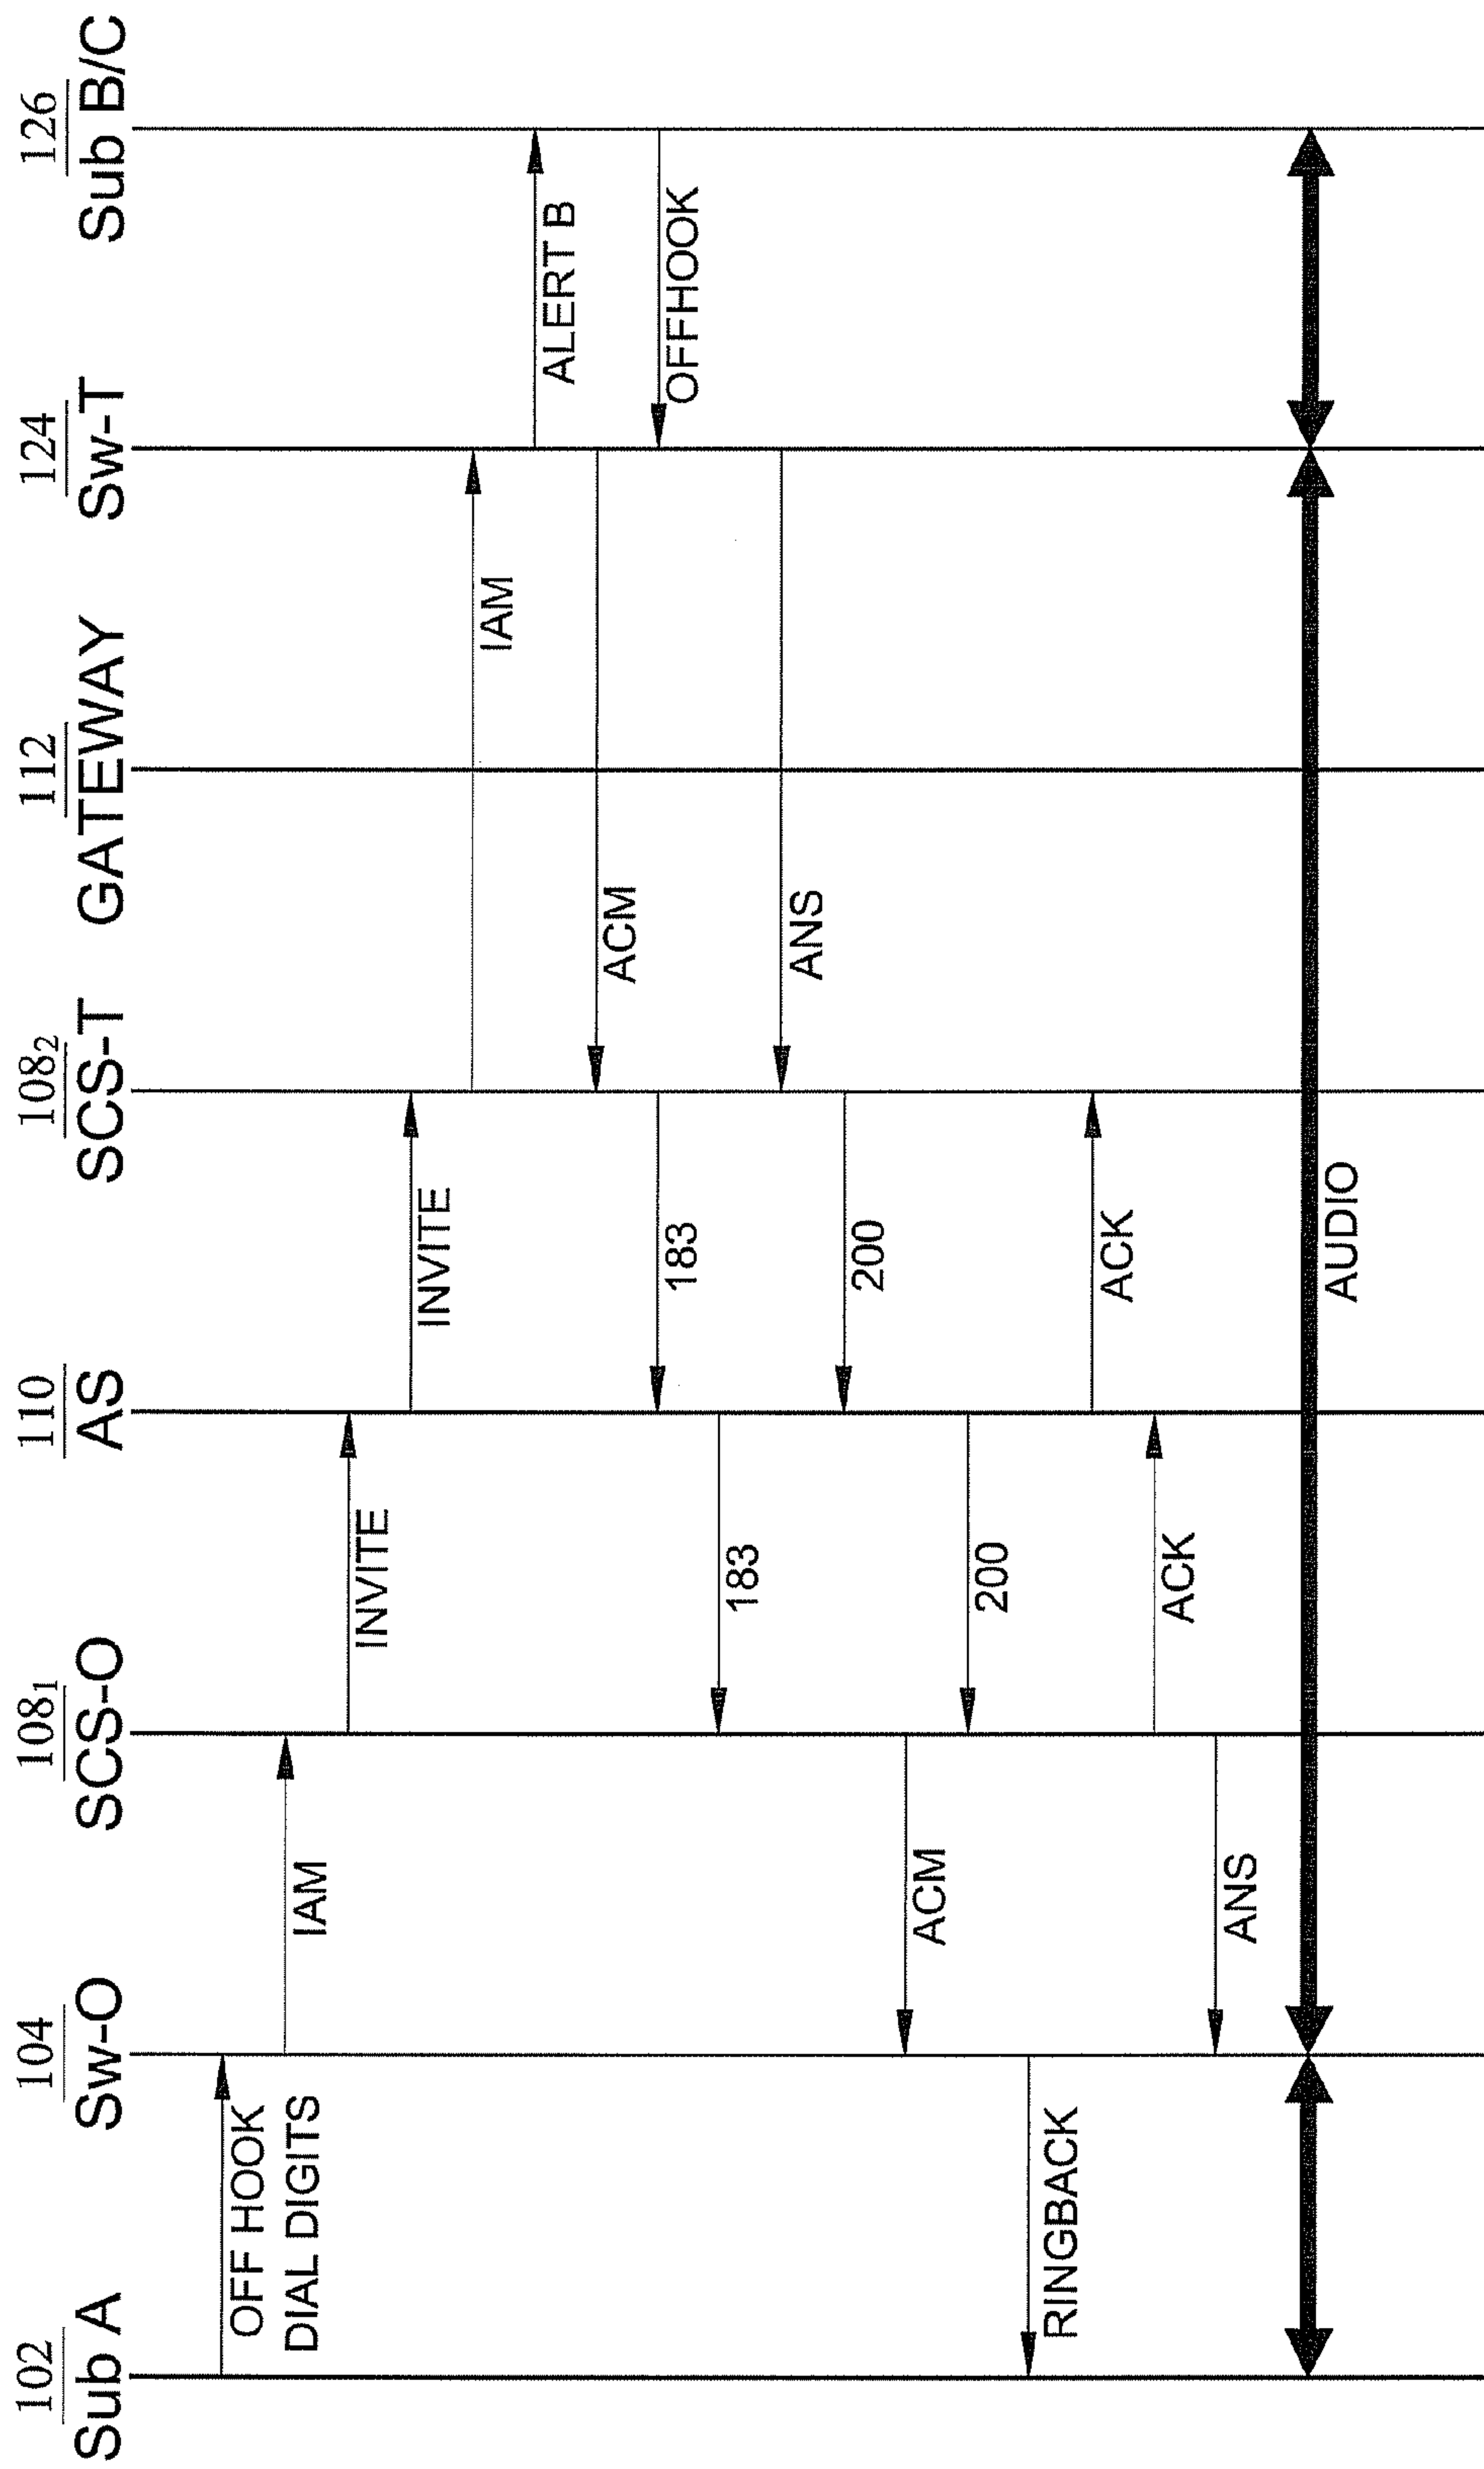 102 104 108₁ 110 108₂ 112 124 126
Sub A Sw-O SCS-O AS SCS-T GATEWAY Sw-T Sub B/C
OFF HOOK
DIAL DIGITS
IAM
INVITE
INVITE
IAM
ALERT B
ACM
183
OFFHOOK
183
ANS
200
ACM
200
RINGBACK
ACK
ACK
ANS
AUDIO